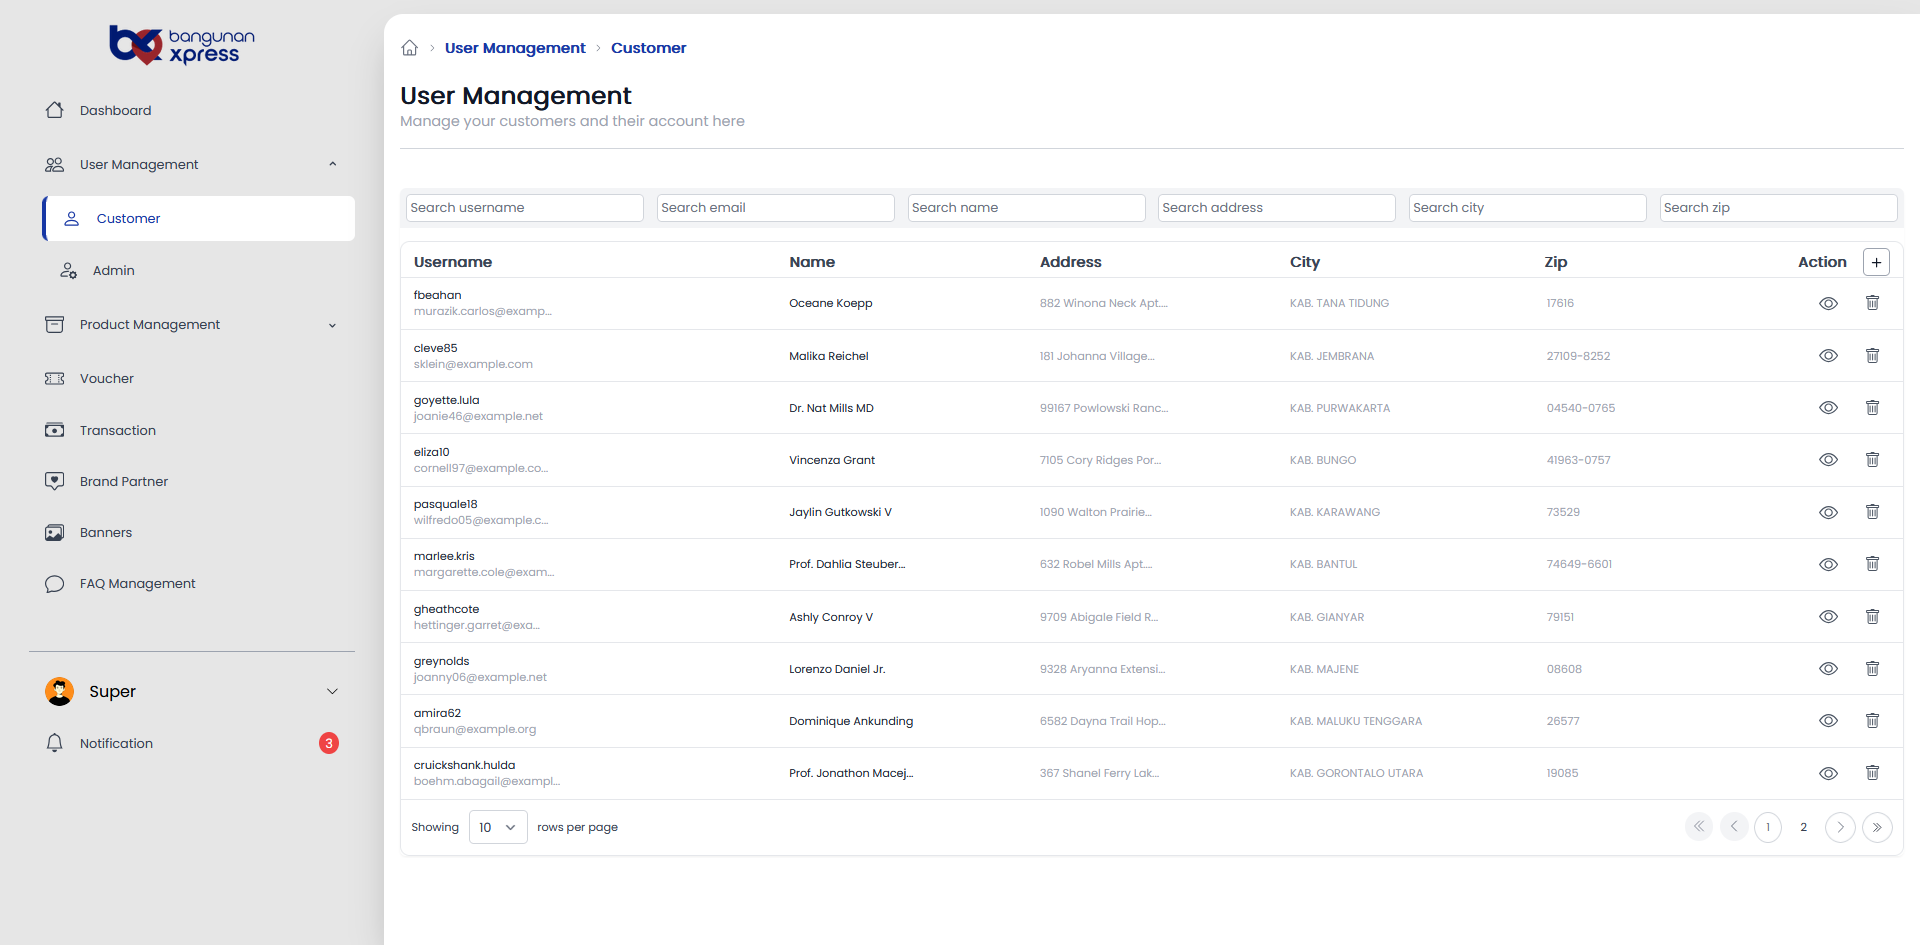 bangunan
xpress
Dashboard
User Management
Customer
Admin
Product Management
Voucher
Transaction
Brand Partner
Banners
FAQ Management
Super
Notification 3
User Management Customer
User Management
Manage your customers and their account here
Search username Search email Search name Search address Search city Search zip
Username Name Address City Zip Action +
fbeahan
murazik.carlos@examp... Oceane Koepp 882 Winona Neck Apt.... KAB. TANA TIDUNG 17616
cleve85
sklein@example.com Malika Reichel 181 Johanna Village... KAB. JEMBRANA 27109-8252
goyette.lula
joanie46@example.net Dr. Nat Mills MD 99167 Powlowski Ranc... KAB. PURWAKARTA 04540-0765
eliza10
cornell97@example.co... Vincenza Grant 7105 Cory Ridges Por... KAB. BUNGO 41963-0757
pasquale18
wilfredo05@example.c... Jaylin Gutkowski V 1090 Walton Prairie... KAB. KARAWANG 73529
marlee.kris
margarette.cole@exam... Prof. Dahlia Steuber... 632 Robel Mills Apt.... KAB. BANTUL 74649-6601
gheathcote
hettinger.garret@exa... Ashly Conroy V 9709 Abigale Field R... KAB. GIANYAR 79151
greynolds
joanny06@example.net Lorenzo Daniel Jr. 9328 Aryanna Extensi... KAB. MAJENE 08608
amira62
qbraun@example.org Dominique Ankunding 6582 Dayna Trail Hop... KAB. MALUKU TENGGARA 26577
cruickshank.hulda
boehm.abagail@exampl... Prof. Jonathon Macej... 367 Shanel Ferry Lak... KAB. GORONTALO UTARA 19085
Showing 10 rows per page 1 2